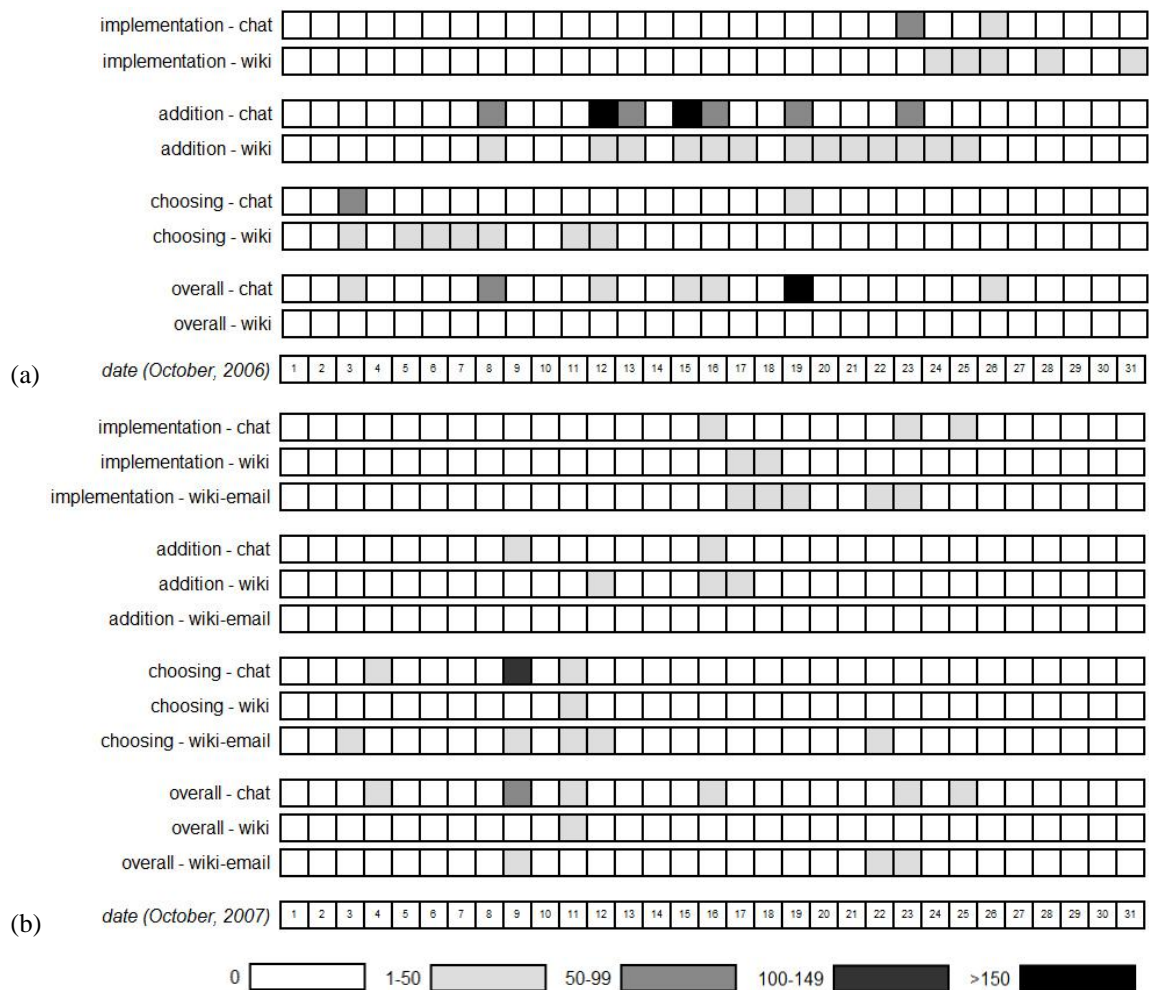 implementation - chat
implementation - wiki
addition - chat
addition - wiki
choosing - chat
choosing - wiki
overall - chat
overall - wiki
(a) date (October, 2006) 1 2 3 4 5 6 7 8 9 10 11 12 13 14 15 16 17 18 19 20 21 22 23 24 25 26 27 28 29 30 31
implementation - chat
implementation - wiki
implementation - wiki-email
addition - chat
addition - wiki
addition - wiki-email
choosing - chat
choosing - wiki
choosing - wiki-email
overall - chat
overall - wiki
overall - wiki-email
(b) date (October, 2007) 1 2 3 4 5 6 7 8 9 10 11 12 13 14 15 16 17 18 19 20 21 22 23 24 25 26 27 28 29 30 31
0 1-50 50-99 100-149 >150